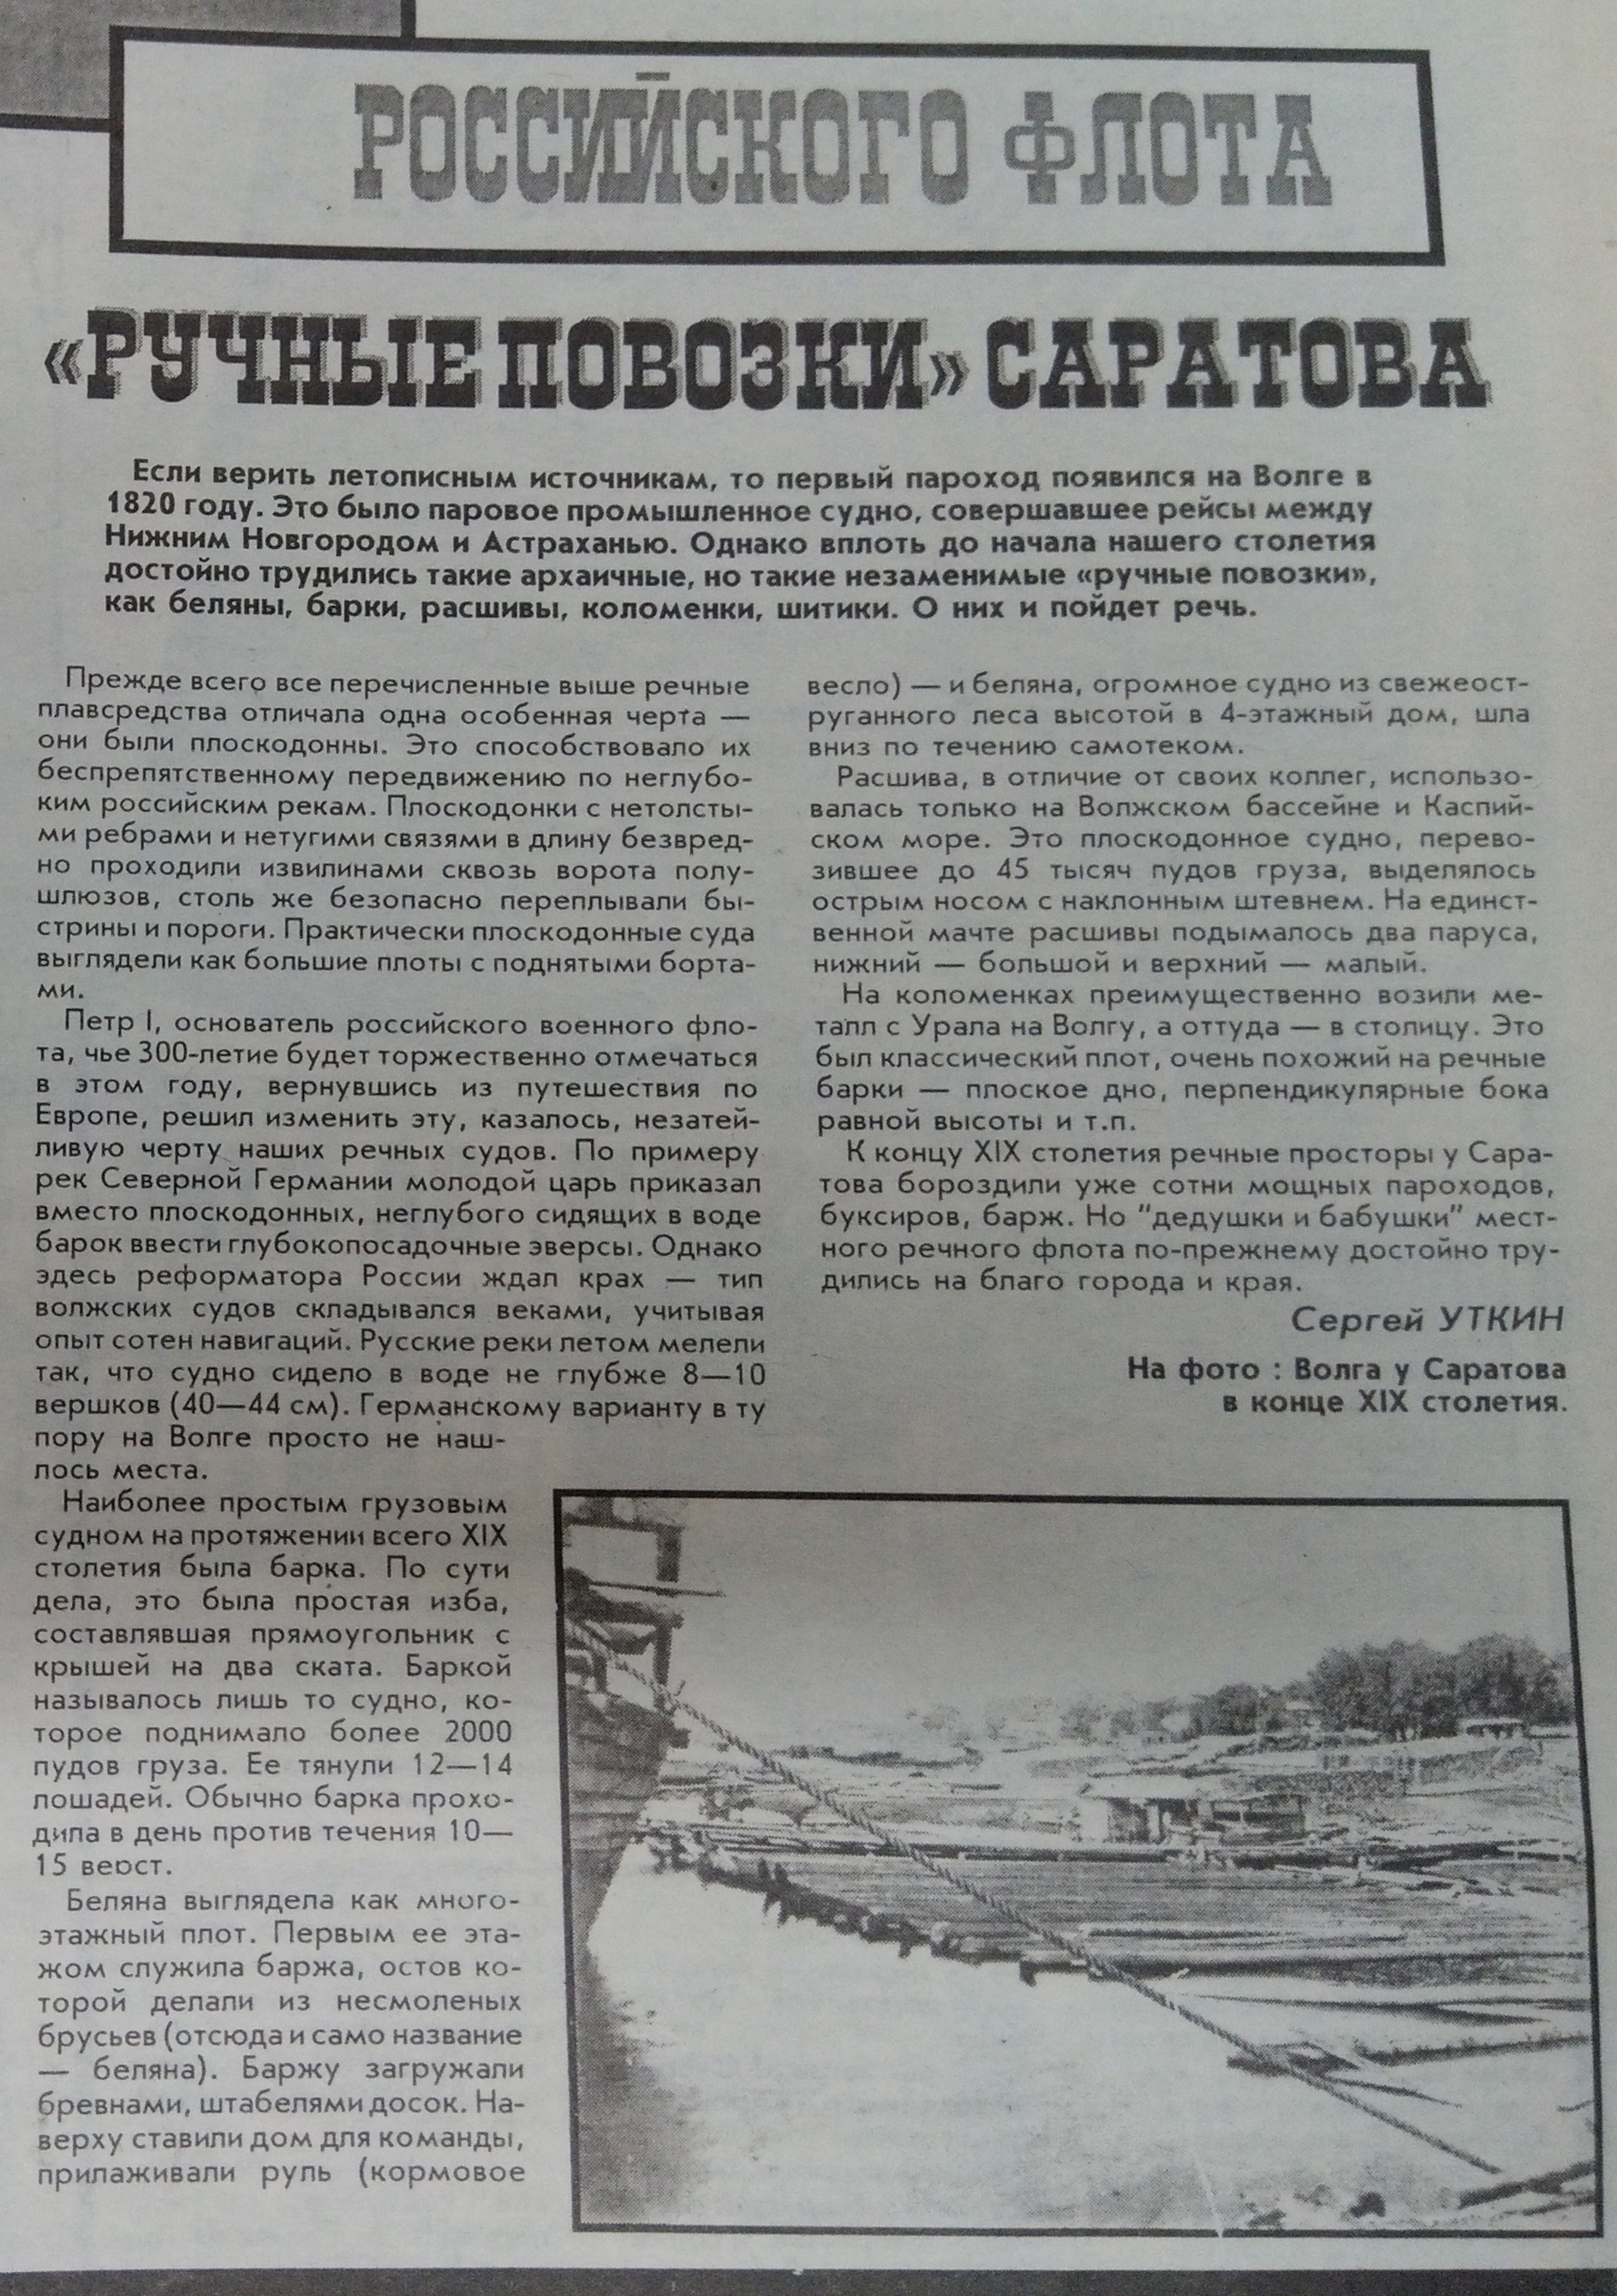 РОССИЙСКОГО ФЛОТА
«РУЧНЫЕ ПОВОЗКИ» САРАТОВА
Если верить летописным источникам, то первый пароход появился на Волге в
1820 году. Это было паровое промышленное судно, совершавшее рейсы между
Нижним Новгородом и Астраханью. Однако вплоть до начала нашего столетия
достойно трудились такие архаичные, но такие незаменимые «ручные повозки»,
как беляны, барки, расшивы, коломенки, шитики. О них и пойдет речь.
Прежде всего все перечисленные выше речные
плавсредства отличала одна особенная черта —
они были плоскодонны. Это способствовало их
беспрепятственному передвижению по неглубо-
ким российским рекам. Плоскодонки с нетолсты-
ми ребрами и нетугими связями в длину безвред-
но проходили извилинами сквозь ворота полу-
шлюзов, столь же безопасно переплывали бы-
стрины и пороги. Практически плоскодонные суда
выглядели как большие плоты с поднятыми борта-
ми.
Петр I, основатель российского военного фло-
та, чье 300-летие будет торжественно отмечаться
в этом году, вернувшись из путешествия по
Европе, решил изменить эту, казалось, незатей-
ливую черту наших речных судов. По примеру
рек Северной Германии молодой царь приказал
вместо плоскодонных, неглубого сидящих в воде
барок ввести глубокопосадочные эверсы. Однако
эдесь реформатора России ждал крах — тип
волжских судов складывался веками, учитывая
опыт сотен навигаций. Русские реки летом мелели
так, что судно сидело в воде не глубже 8—10
вершков (40—44 см). Германскому варианту в ту
пору на Волге просто не наш-
лось места.
Наиболее простым грузовым
судном на протяжении всего XIX
столетия была барка. По сути
дела, это была простая изба,
составлявшая прямоугольник с
крышей на два ската. Баркой
называлось лишь то судно, ко-
торое поднимало более 2000
пудов груза. Ее тянули 12—14
лошадей. Обычно барка прохо-
дила в день против течения 10—
15 верст.
Беляна выглядела как много-
этажный плот. Первым ее эта-
жом служила баржа, остов ко-
торой делали из несмоленых
брусьев (отсюда и само название
— беляна). Баржу загружали
бревнами, штабелями досок. На-
верху ставили дом для команды,
прилаживали руль (кормовое
весло) — и беляна, огромное судно из свежеост-
руганного леса высотой в 4-этажный дом, шла
вниз по течению самотеком.
Расшива, в отличие от своих коллег, использо-
валась только на Волжском бассейне и Каспий-
ском море. Это плоскодонное судно, перево-
зившее до 45 тысяч пудов груза, выделялось
острым носом с наклонным штевнем. На единст-
венной мачте расшивы подымалось два паруса,
нижний — большой и верхний — малый.
На коломенках преимущественно возили ме-
талл с Урала на Волгу, а оттуда — в столицу. Это
был классический плот, очень похожий на речные
барки — плоское дно, перпендикулярные бока
равной высоты и т.п.
К концу XIX столетия речные просторы у Сара-
това бороздили уже сотни мощных пароходов,
буксиров, барж. Но "дедушки и бабушки" мест-
ного речного флота по-прежнему достойно тру-
дились на благо города и края.
Сергей УТКИН
На фото : Волга у Саратова
в конце XIX столетия.